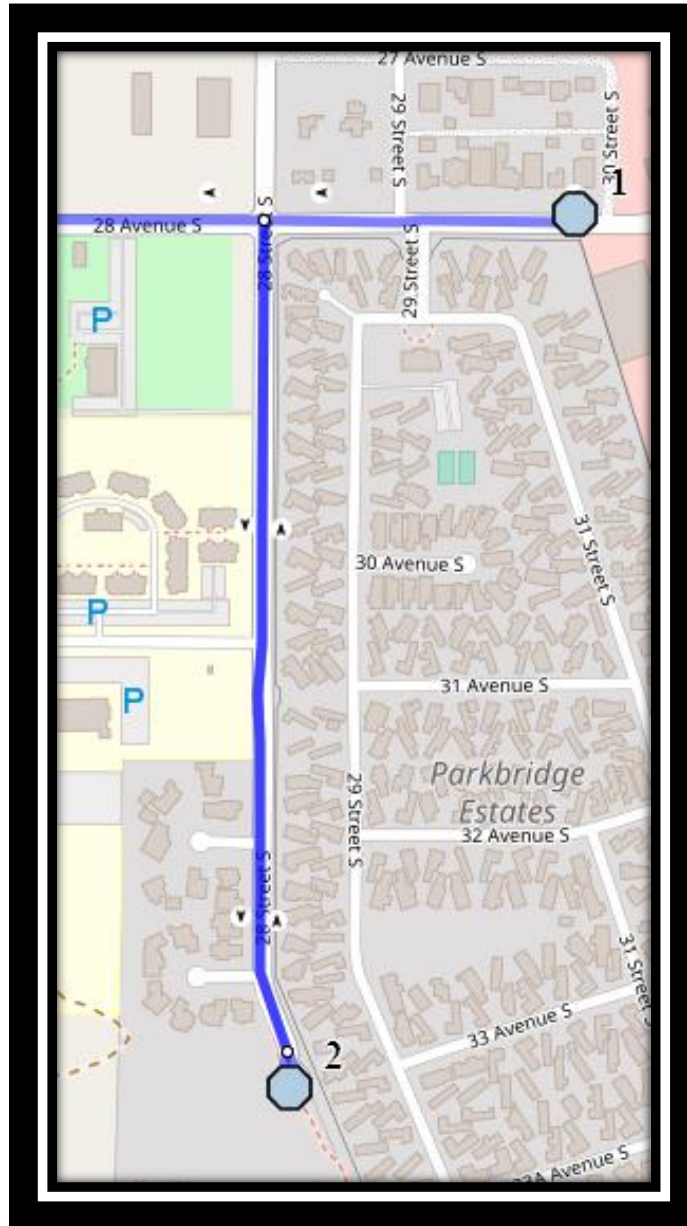 27 Avenue S
29 Street S
30 Street S
1
28 Avenue S
28 Street S
29 Street S
P
31 Street S
30 Avenue S
P
31 Avenue S
P
Parkbridge
Estates
29 Street S
32 Avenue S
28 Street S
31 Street S
33 Avenue S
2
33A Avenue S